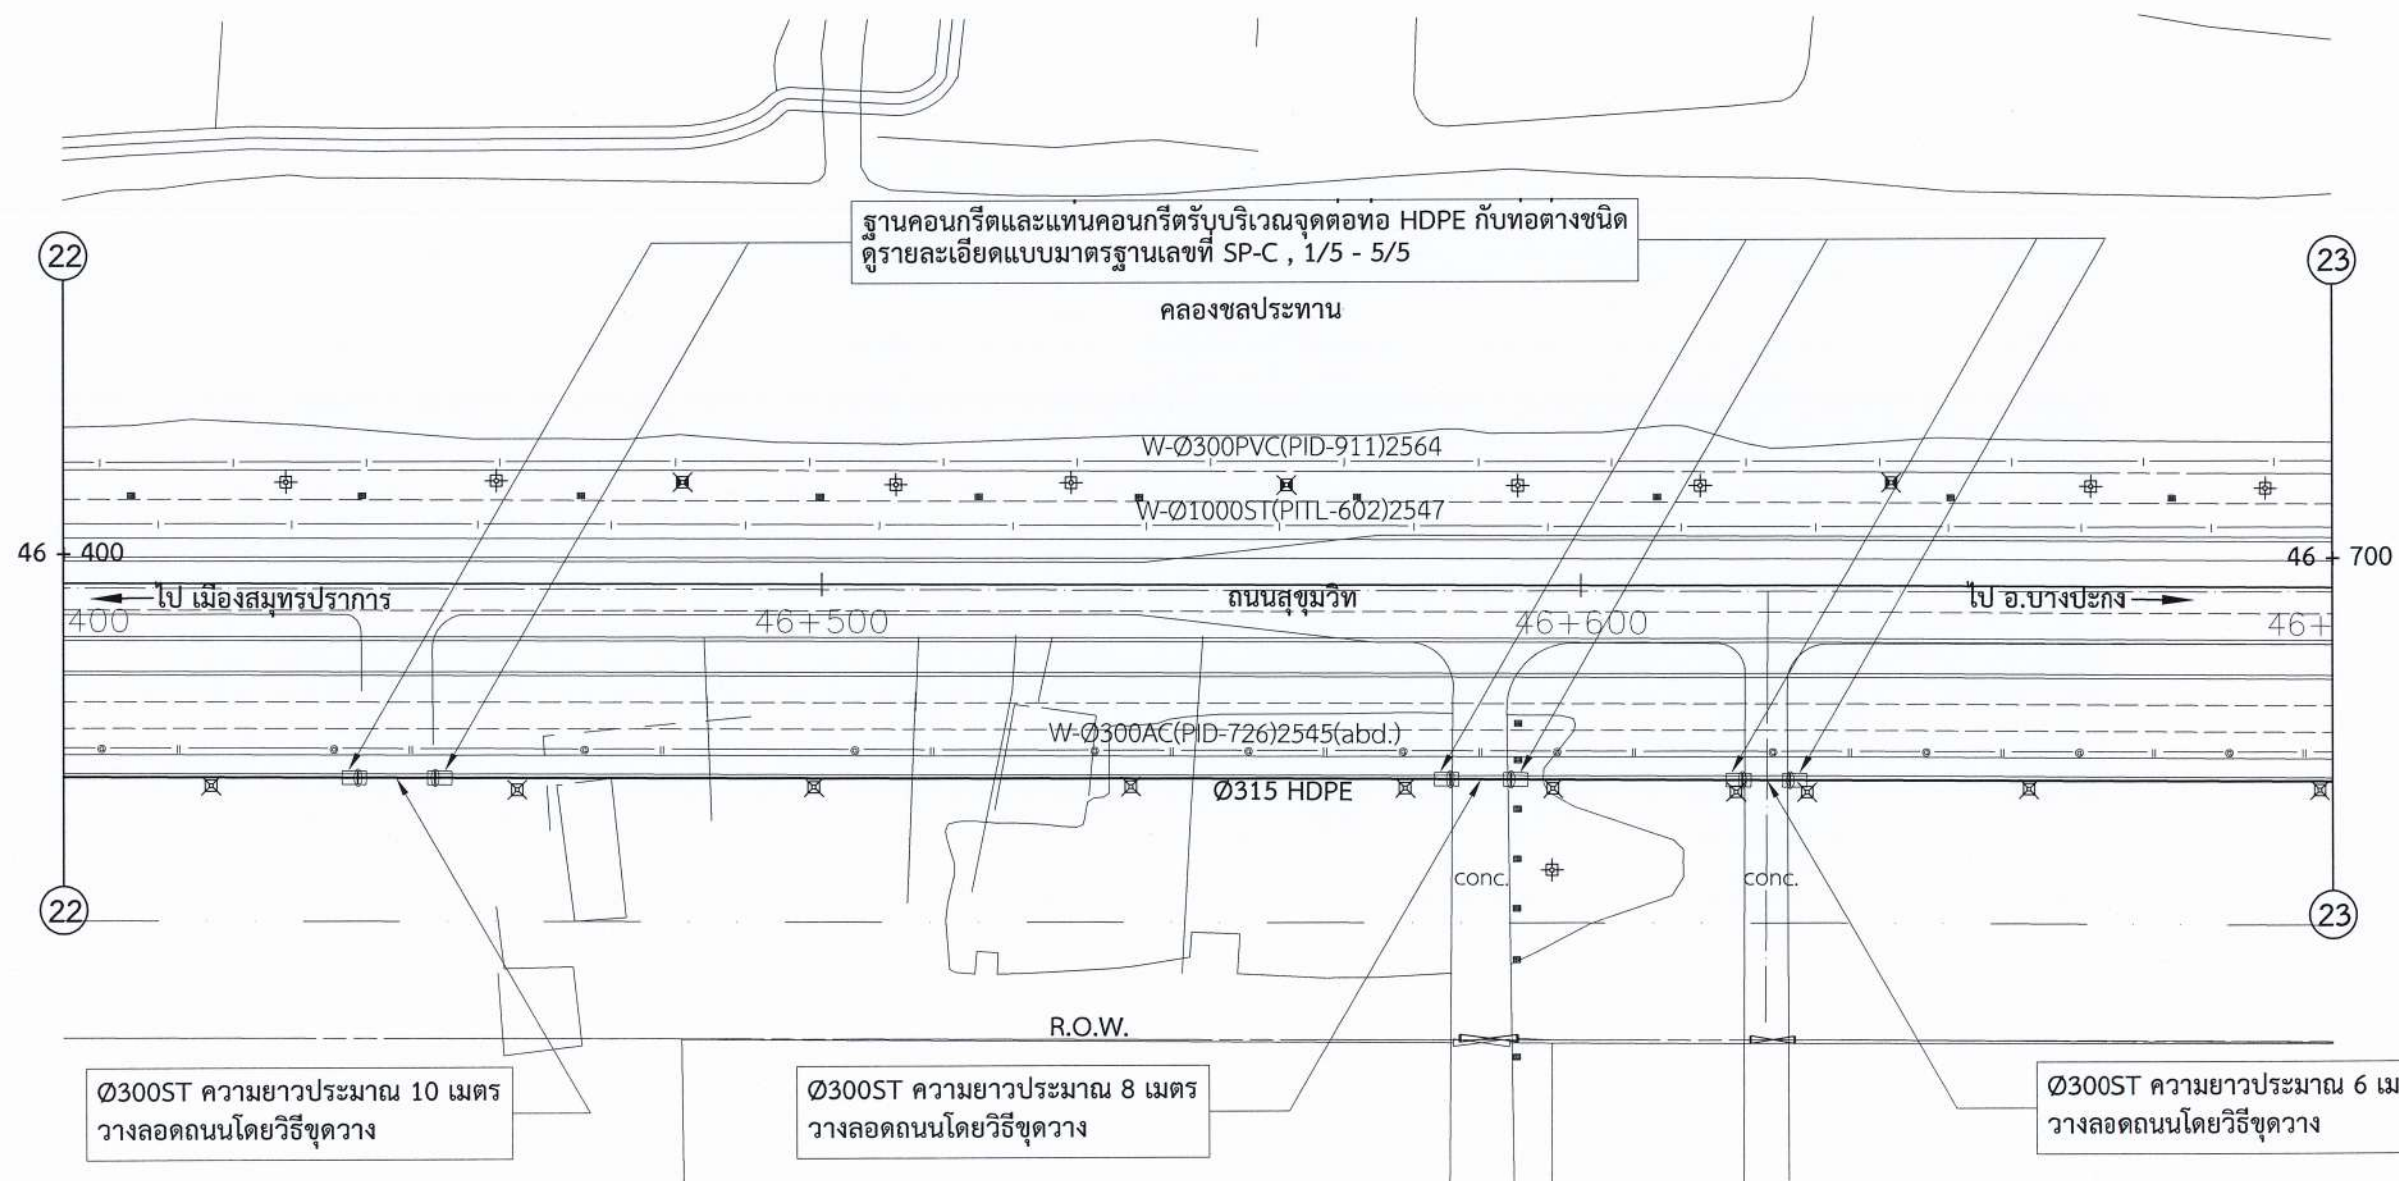 ฐานคอนกรีตและแทนคอนกรีตรับบริเวณจุดตอทอ HDPE กับทอตางชนิด
ดูรายละเอียดแบบมาตรฐานเลขที่ SP-C , 1/5 - 5/5
22
23
คลองชลประทาน
W-Ø300PVC(PID-911)2564
W-Ø1000ST(PITL-602)2547
46 + 400
46 + 700
ไป เมืองสมุทรปราการ
ถนนสุขุมวิท
ไป อ.บางปะกง
400
46+500
46+600
46+
W-Ø300AC(PID-726)2545(abd.)
Ø315 HDPE
conc.
conc.
22
23
R.O.W.
Ø300ST ความยาวประมาณ 10 เมตร
วางลอดถนนโดยวิธีขุดวาง
Ø300ST ความยาวประมาณ 8 เมตร
วางลอดถนนโดยวิธีขุดวาง
Ø300ST ความยาวประมาณ 6 เม
วางลอดถนนโดยวิธีขุดวาง